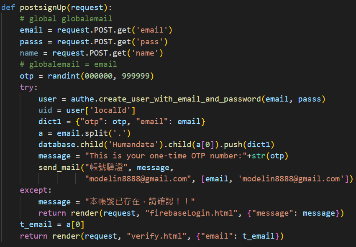 def postsignUp(request):
# global globalemail
email = request.POST.get('email')
passs = request.POST.get('pass')
name = request.POST.get('name')
# globalemail = email
otp = randint(000000, 999999)
try:
user = authe.create_user_with_email_and_password(email, passs)
uid = user['localId']
dict1 = {"otp": otp, "email": email}
a = email.split('.')
database.child('Humandata').child(a[0]).push(dict1)
message = "This is your one-time OTP number:"+str(otp)
send_mail("帳號驗證", message,
"modelin8888@gmail.com", [email, 'modelin8888@gmail.com'])
except:
message = "本帳號已存在，請確認！！"
return render(request, "firebaseLogin.html", {"message": message})
t_email = a[0]
return render(request, "verify.html", {"email": t_email})